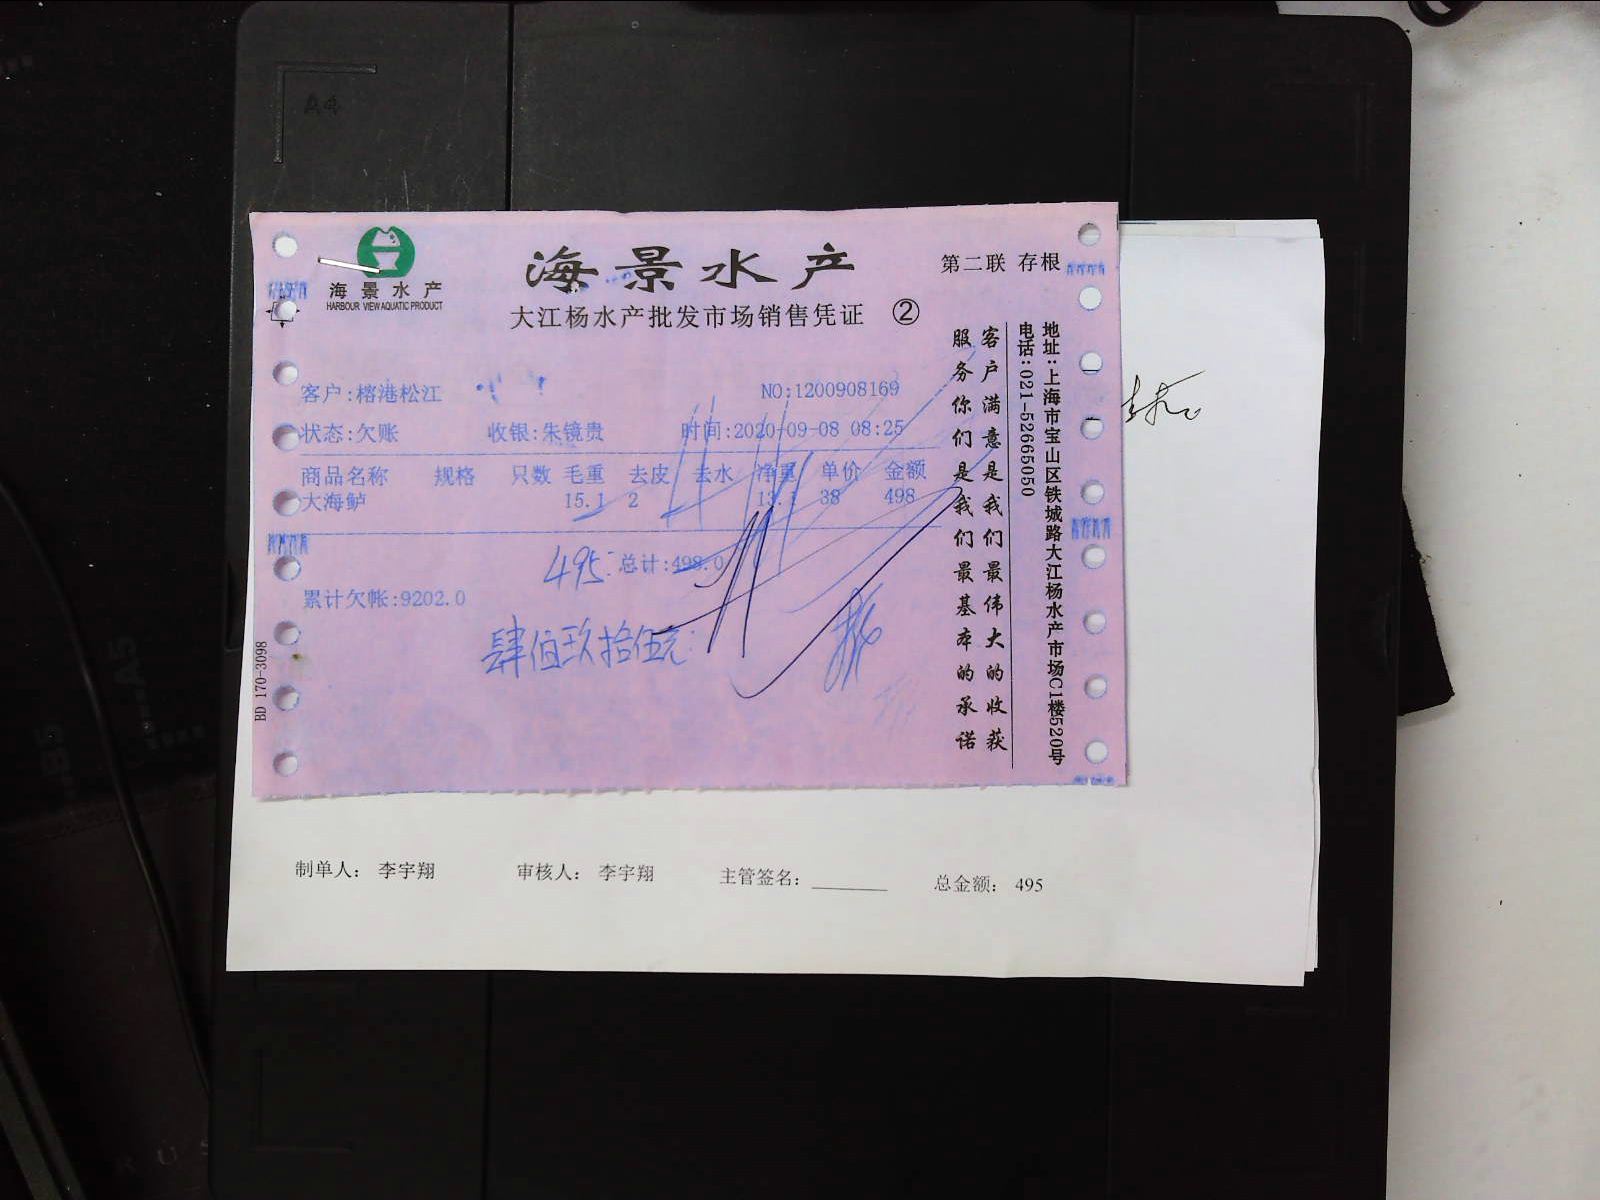 海景水产
HARBOUR VIEW AQUATIC PRODUCT
海景水产
第二联 存根
大江杨水产批发市场销售凭证 ②
客户:榕港松江
NO:1200908169
状态:欠账 收银:朱镜贵 时间:2020-09-08 08:25
商品名称 规格 只数 毛重 去皮 去水 净重 单价 金额
大海鲈 15.1 2 13.1 38 498
495 总计:498.0
累计欠帐:9202.0
肆佰玖拾伍元
BD 170-3098
客户满意是我们最伟大的收获
服务你们是我们最基本的承诺
地址:上海市宝山区铁城路大江杨水产市场C1楼520号
电话:021-52665050
制单人: 李宇翔 审核人: 李宇翔 主管签名: ________ 总金额: 495